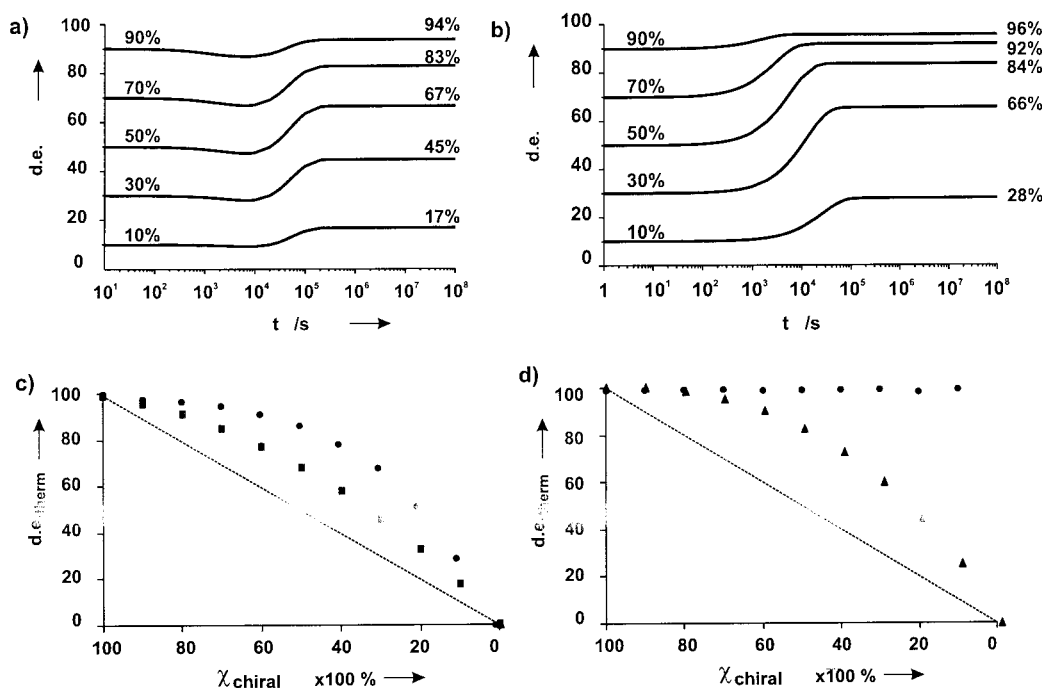 a)
100
80
60
40
20
0
d.e.
90%
70%
50%
30%
10%
94%
83%
67%
45%
17%
10¹ 10² 10³ 10⁴ 10⁵ 10⁶ 10⁷ 10⁸
t /s
b)
100
80
60
40
20
0
d.e.
90%
70%
50%
30%
10%
96%
92%
84%
66%
28%
1 10¹ 10² 10³ 10⁴ 10⁵ 10⁶ 10⁷ 10⁸
t /s
c)
100
80
60
40
20
0
d.e.therm
100 80 60 40 20 0
χchiral x100 %
d)
100
80
60
40
20
0
d.e.therm
100 80 60 40 20 0
χchiral x100 %